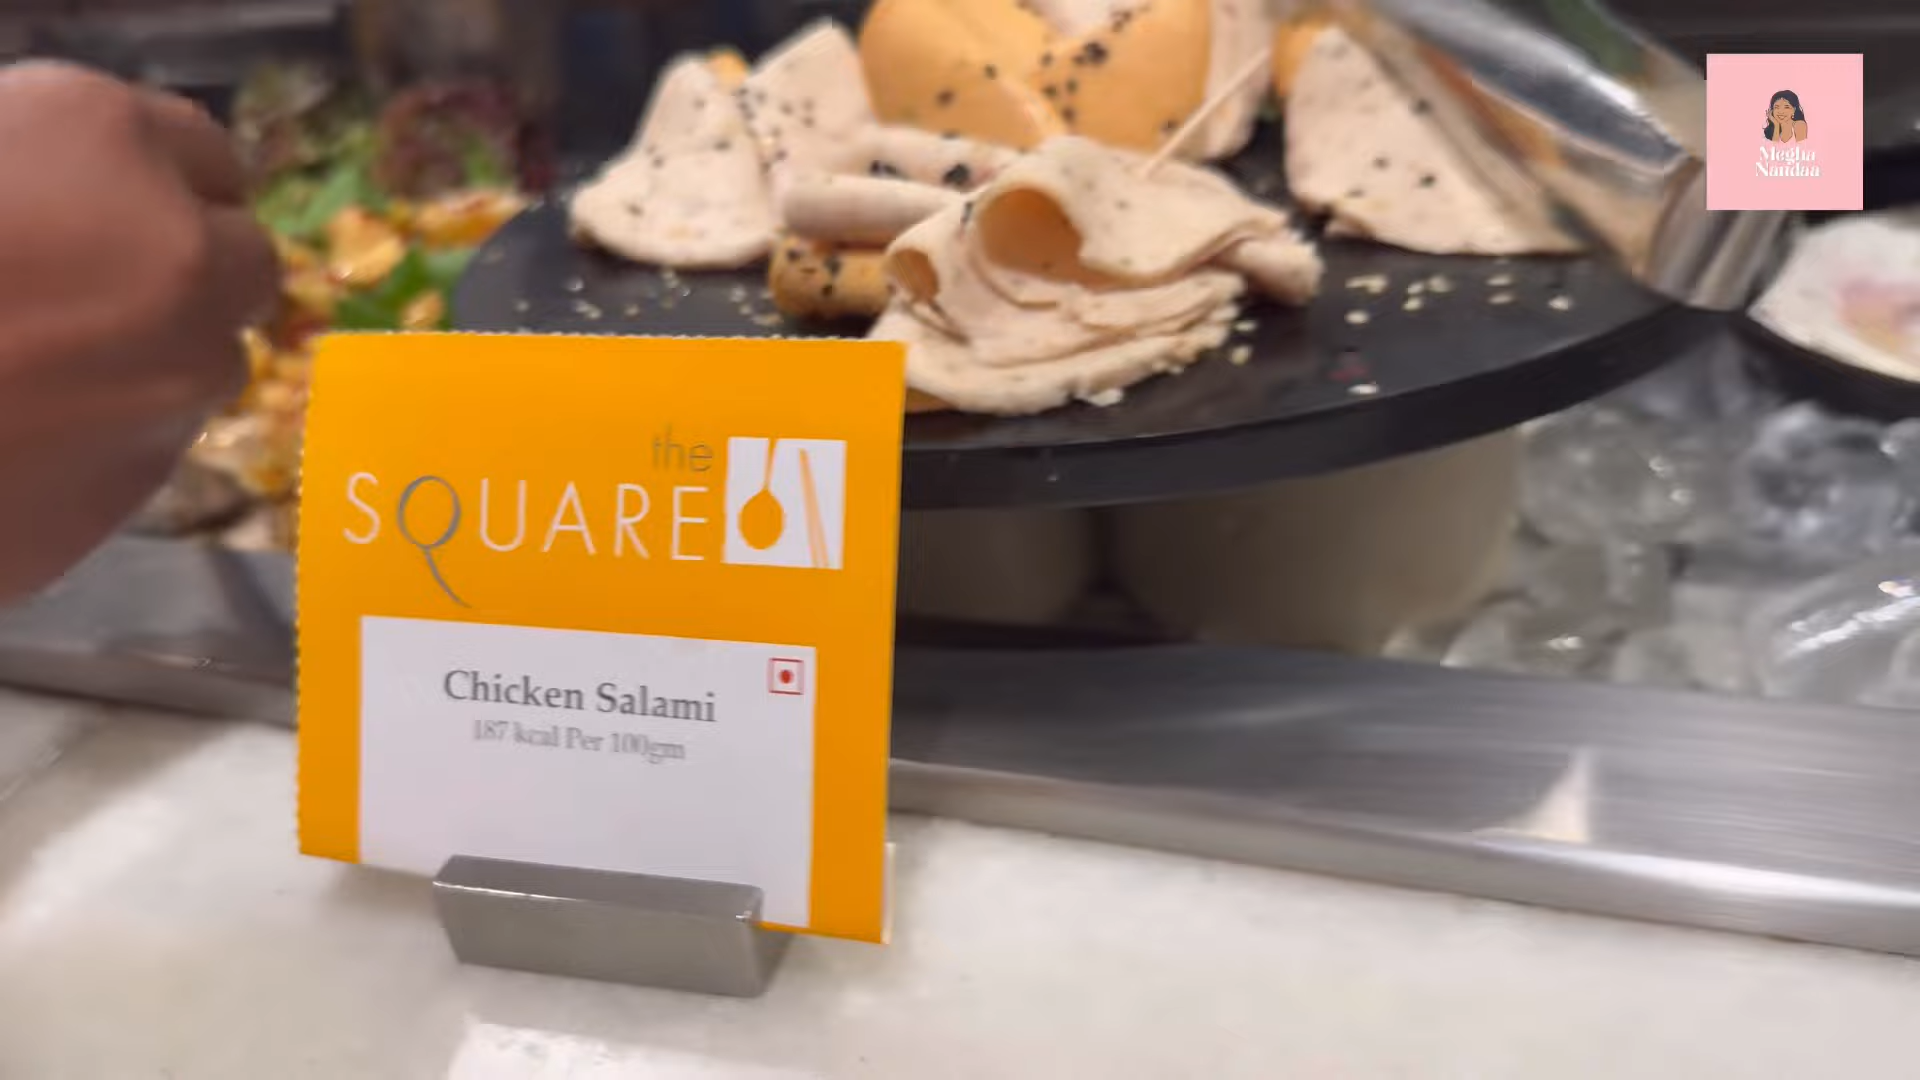 the
SQUARE
Chicken Salami
187 kcal Per 100gm
Megha
Nandaa